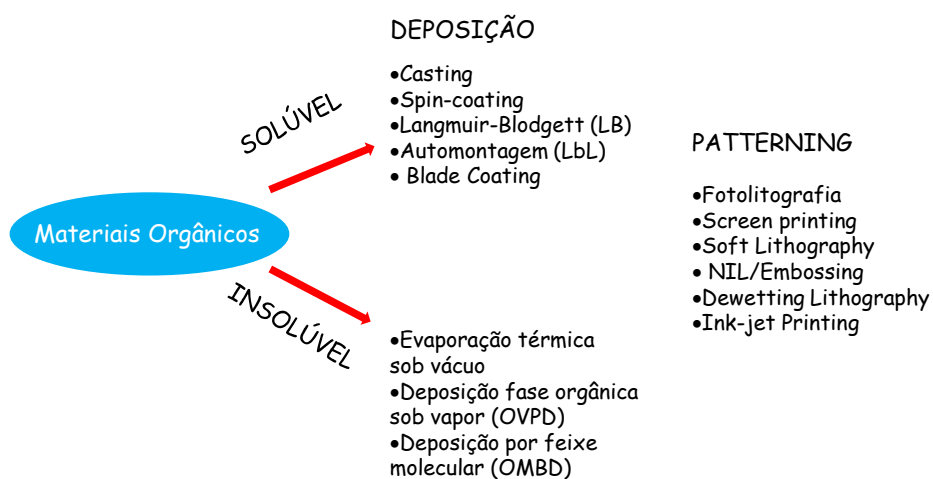 DEPOSIÇÃO
•Casting
•Spin-coating
•Langmuir-Blodgett (LB)
•Automontagem (LbL)
• Blade Coating
SOLÚVEL
Materiais Orgânicos
INSOLÚVEL
•Evaporação térmica
sob vácuo
•Deposição fase orgânica
sob vapor (OVPD)
•Deposição por feixe
molecular (OMBD)
PATTERNING
•Fotolitografia
•Screen printing
•Soft Lithography
• NIL/Embossing
•Dewetting Lithography
•Ink-jet Printing